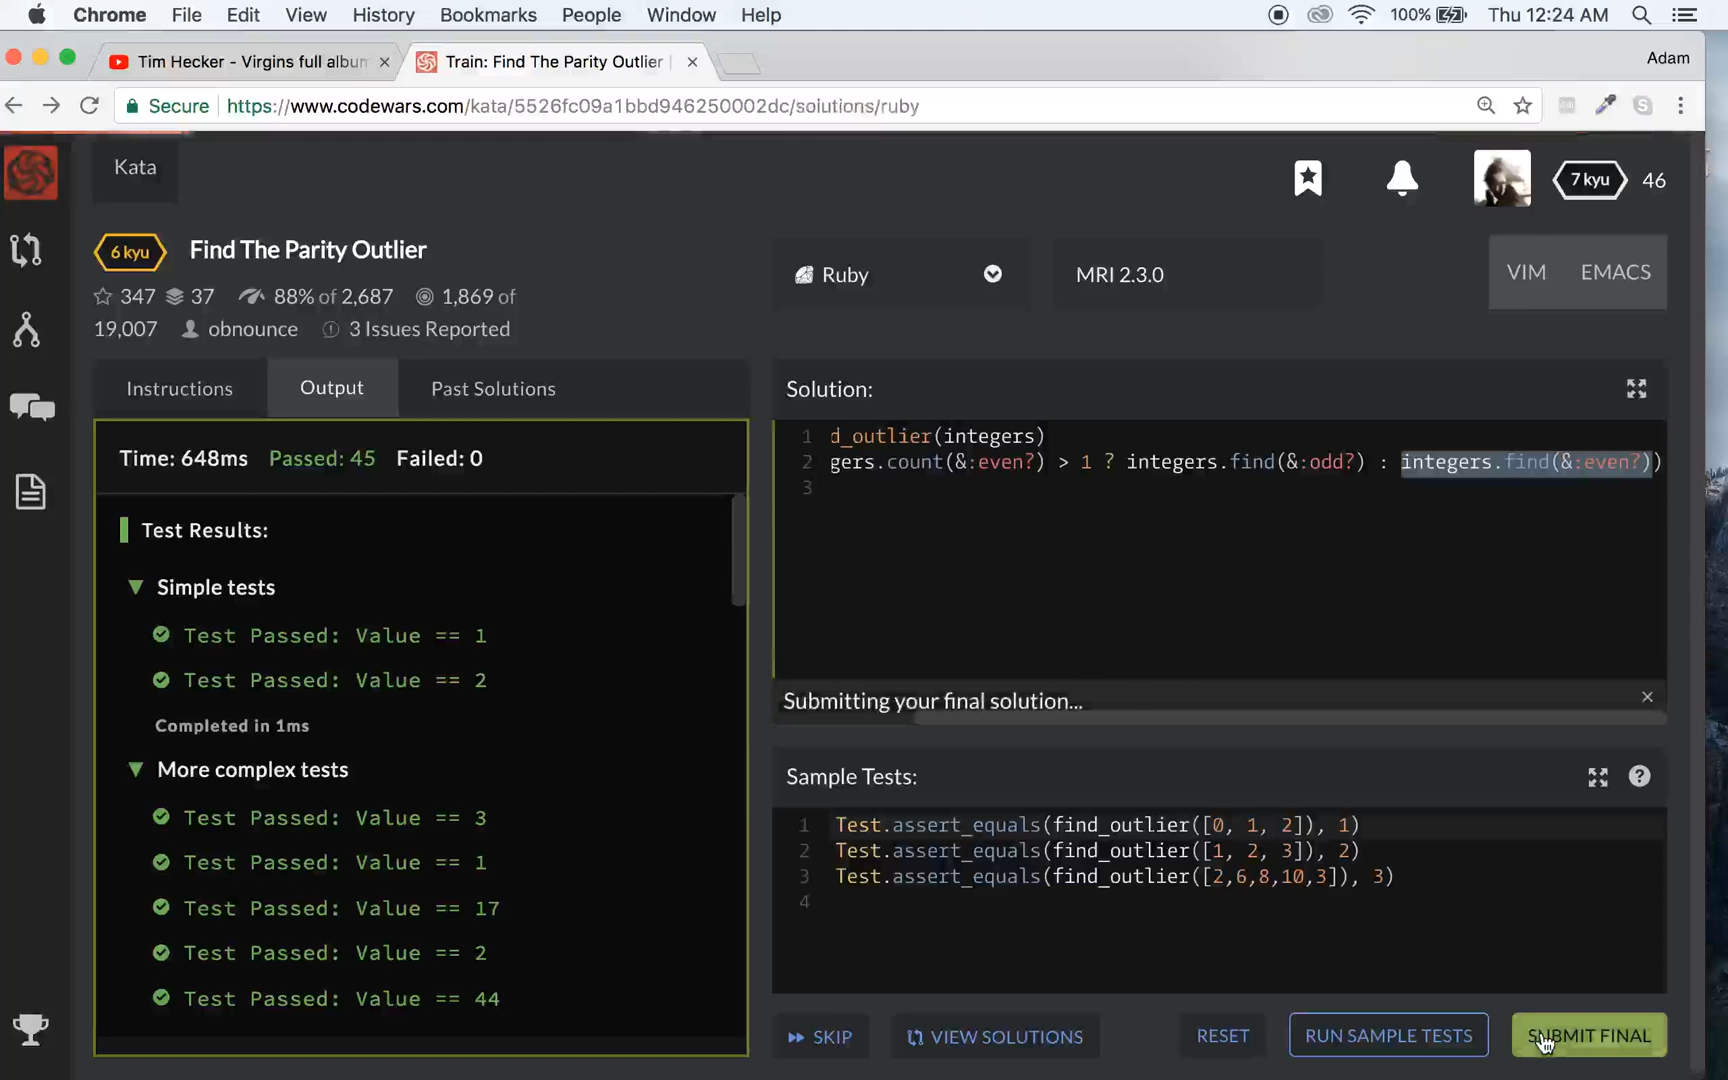 Chrome File Edit View History Bookmarks People Window Help 100% Thu 12:24 AM
Tim Hecker - Virgins full album Train: Find The Parity Outlier | Adam
Secure https://www.codewars.com/kata/5526fc09a1bbd946250002dc/solutions/ruby
Kata
7 kyu 46
6 kyu Find The Parity Outlier
347 37 88% of 2,687 1,869 of
19,007 obnounce 3 Issues Reported
Ruby MRI 2.3.0 VIM EMACS
Instructions Output Past Solutions
Time: 648ms Passed: 45 Failed: 0
Test Results:
Simple tests
Test Passed: Value == 1
Test Passed: Value == 2
Completed in 1ms
More complex tests
Test Passed: Value == 3
Test Passed: Value == 1
Test Passed: Value == 17
Test Passed: Value == 2
Test Passed: Value == 44
Solution:
1 d_outlier(integers)
2 gers.count(&:even?) > 1 ? integers.find(&:odd?) : integers.find(&:even?))
3
Submitting your final solution... ×
Sample Tests: ?
1 Test.assert_equals(find_outlier([0, 1, 2]), 1)
2 Test.assert_equals(find_outlier([1, 2, 3]), 2)
3 Test.assert_equals(find_outlier([2,6,8,10,3]), 3)
4
SKIP VIEW SOLUTIONS RESET RUN SAMPLE TESTS SUBMIT FINAL